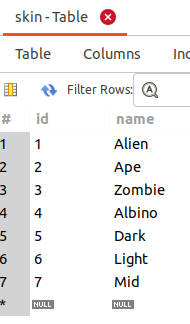 skin - Table
Table Columns
Filter Rows: A
# id name
1 1 Alien
2 2 Ape
3 3 Zombie
4 4 Albino
5 5 Dark
6 6 Light
7 7 Mid
* NULL NULL